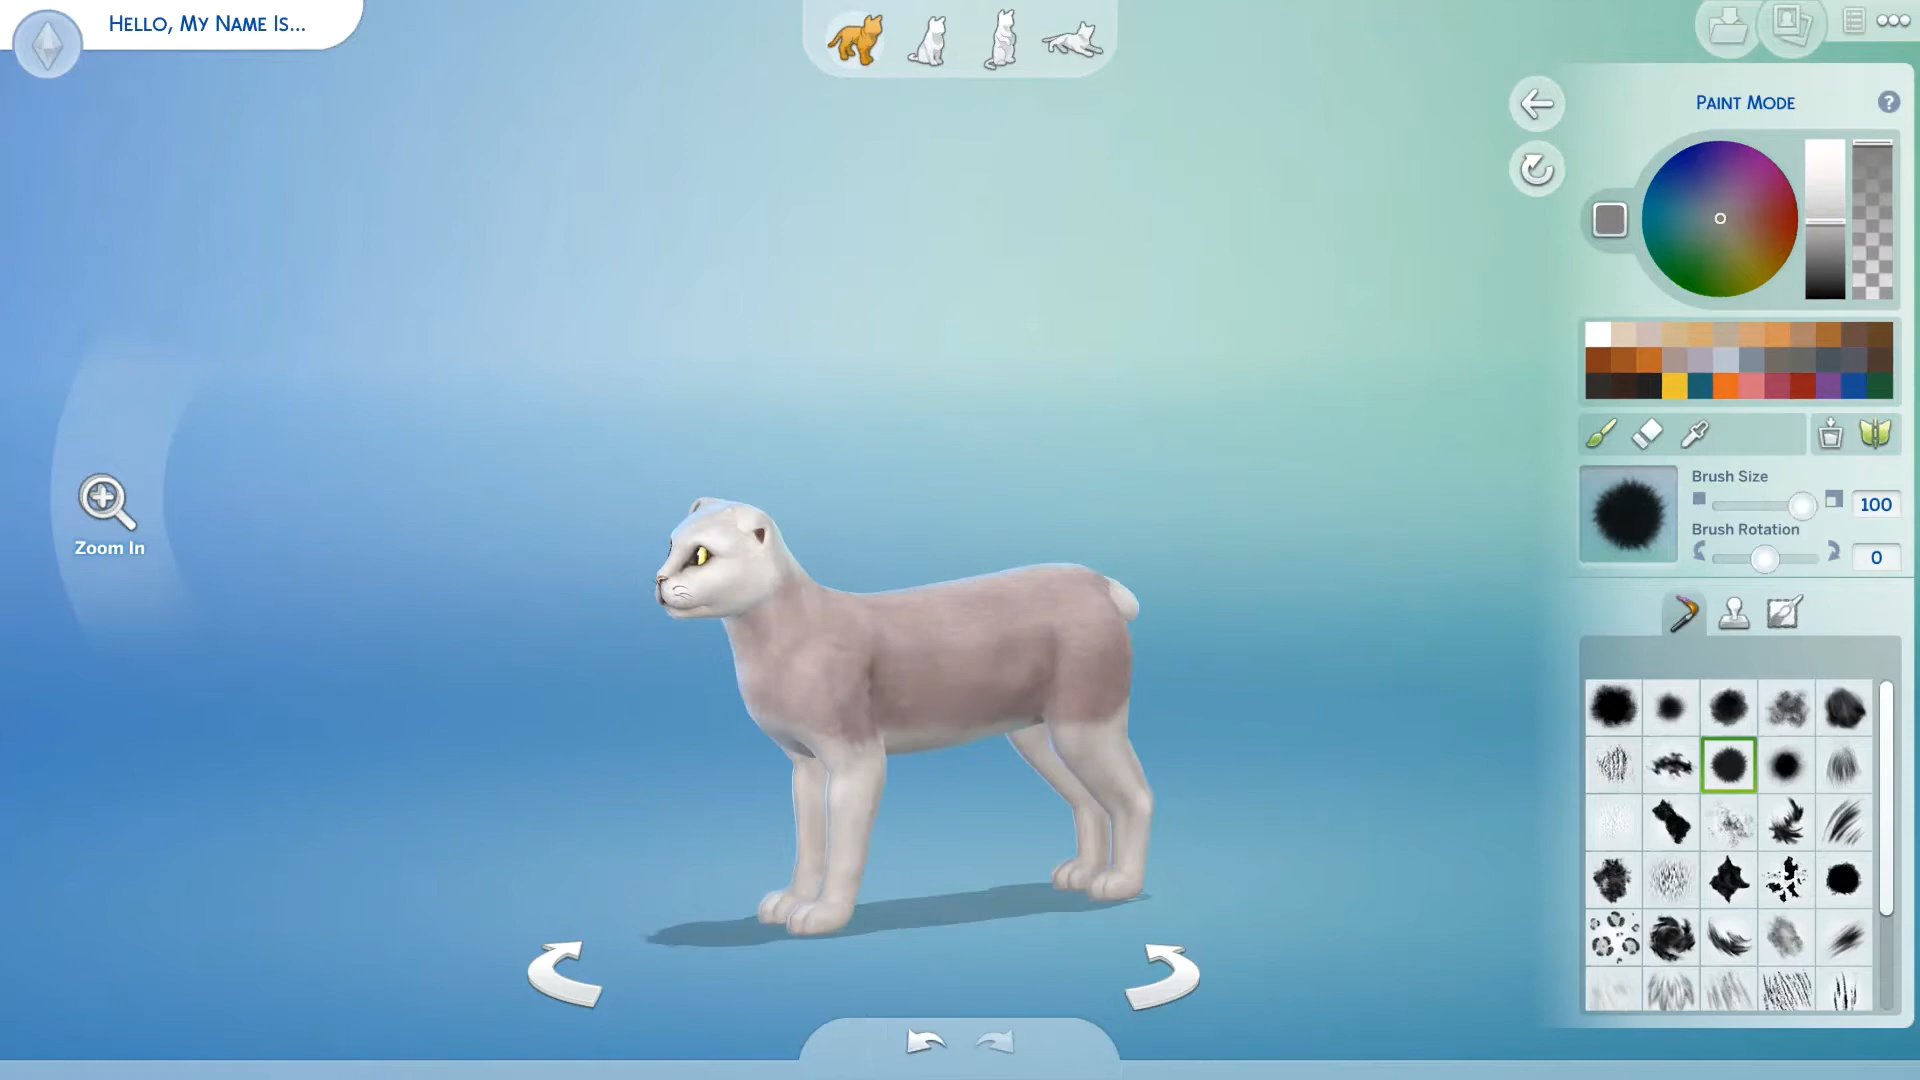 Hello, My Name Is...
Paint Mode
?
Brush Size
100
Brush Rotation
0
Zoom In